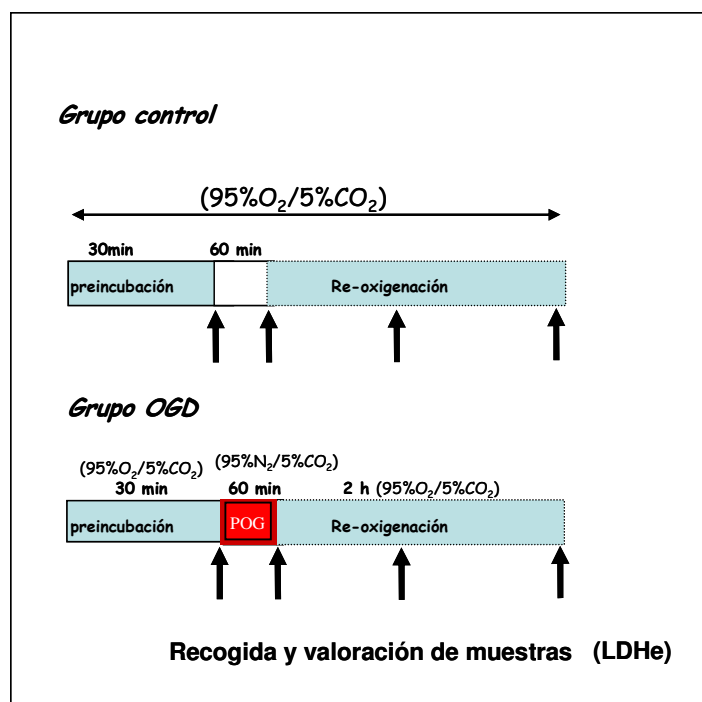 Grupo control
(95%O₂/5%CO₂)
30min 60 min
preincubación Re-oxigenación
Grupo OGD
(95%O₂/5%CO₂) (95%N₂/5%CO₂)
30 min 60 min 2 h (95%O₂/5%CO₂)
preincubación POG Re-oxigenación
Recogida y valoración de muestras (LDHe)